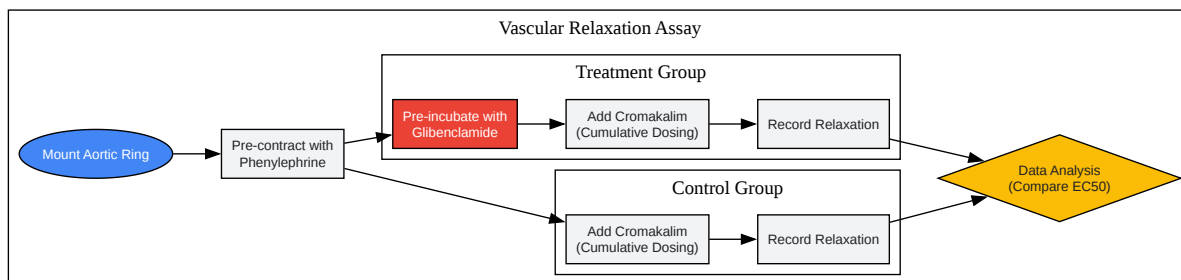 Vascular Relaxation Assay
Treatment Group
Pre-incubate with
Glibenclamide
Add Cromakalim
(Cumulative Dosing)
Record Relaxation
Mount Aortic Ring
Pre-contract with
Phenylephrine
Control Group
Add Cromakalim
(Cumulative Dosing)
Record Relaxation
Data Analysis
(Compare EC50)